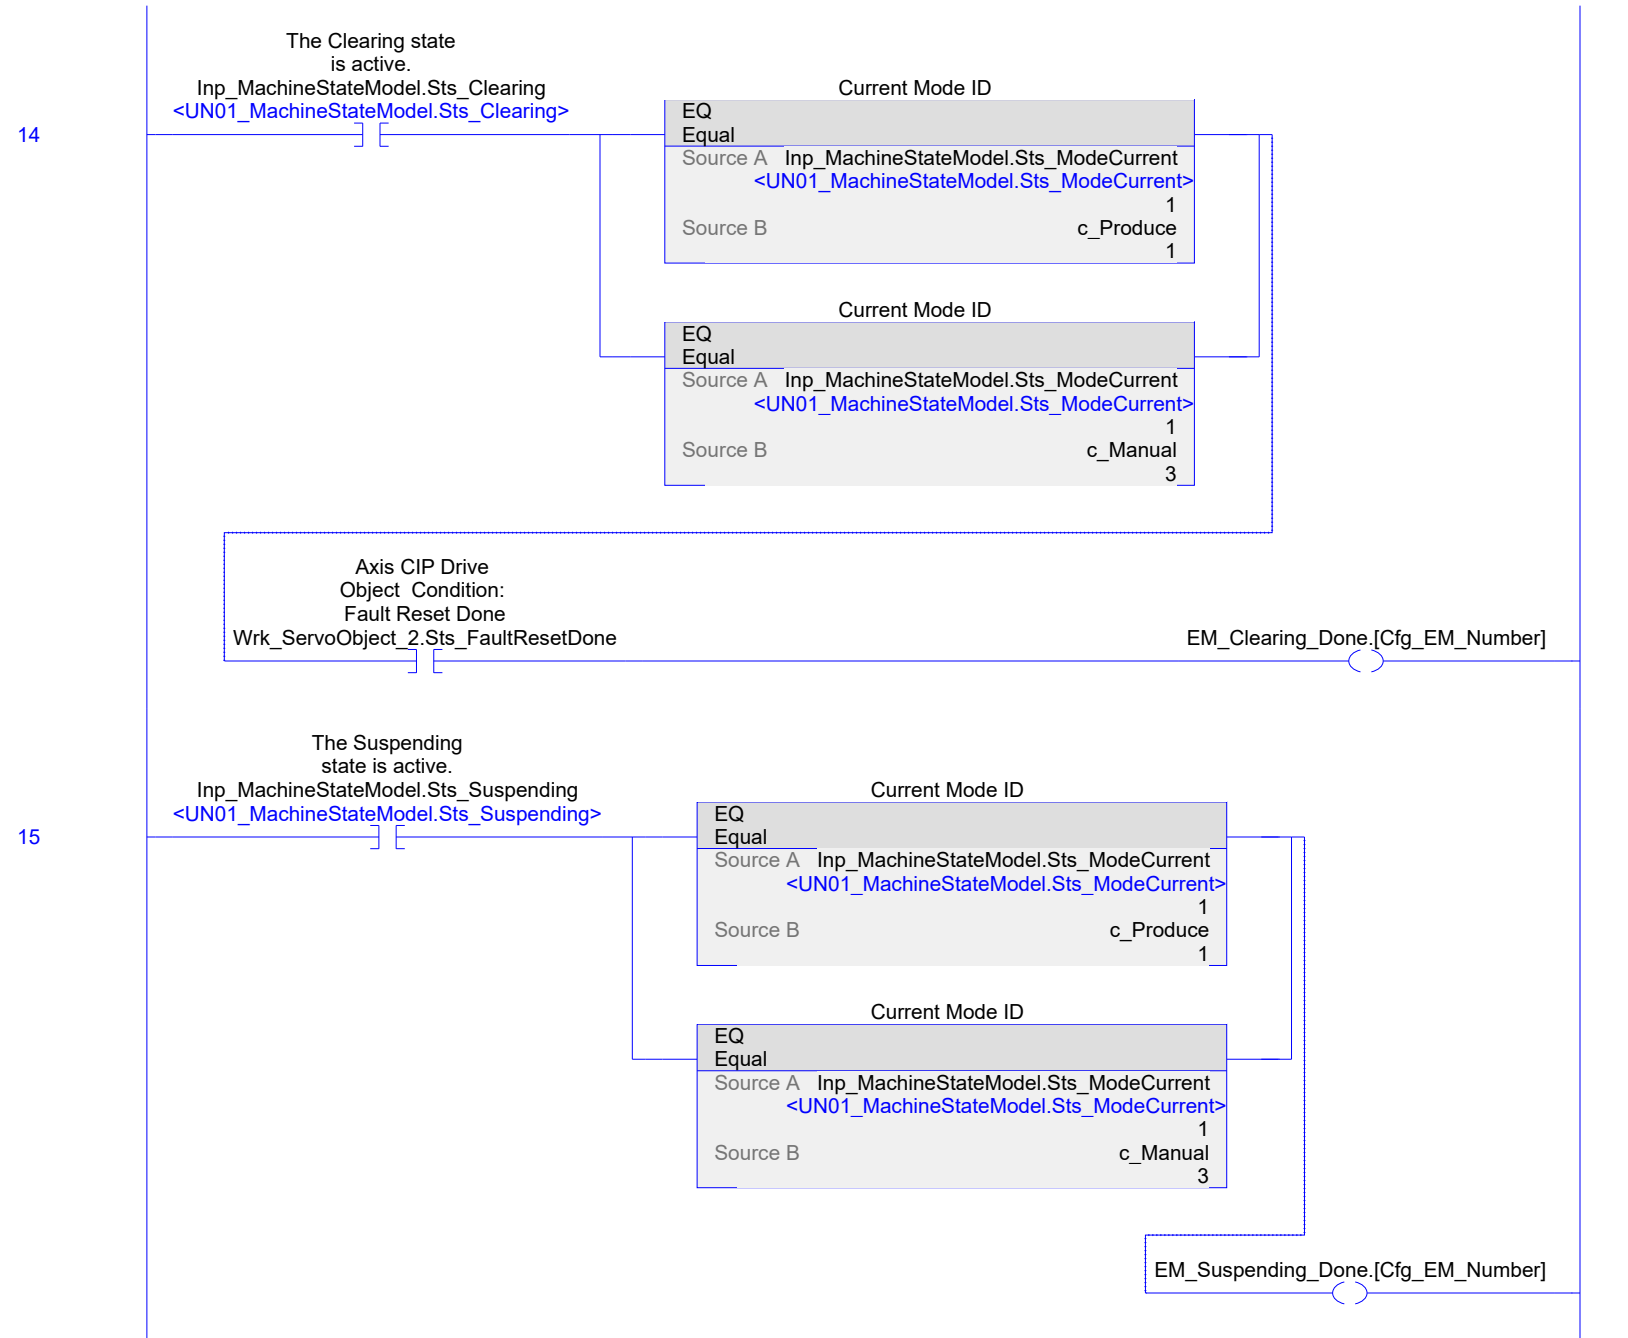 The Clearing state
is active.
Inp_MachineStateModel.Sts_Clearing
<UN01_MachineStateModel.Sts_Clearing>
14
Current Mode ID
EQ
Equal
Source A Inp_MachineStateModel.Sts_ModeCurrent
<UN01_MachineStateModel.Sts_ModeCurrent>
1
Source B c_Produce
1
Current Mode ID
EQ
Equal
Source A Inp_MachineStateModel.Sts_ModeCurrent
<UN01_MachineStateModel.Sts_ModeCurrent>
1
Source B c_Manual
3
Axis CIP Drive
Object  Condition:
Fault Reset Done
Wrk_ServoObject_2.Sts_FaultResetDone
EM_Clearing_Done.[Cfg_EM_Number]
The Suspending
state is active.
Inp_MachineStateModel.Sts_Suspending
<UN01_MachineStateModel.Sts_Suspending>
15
Current Mode ID
EQ
Equal
Source A Inp_MachineStateModel.Sts_ModeCurrent
<UN01_MachineStateModel.Sts_ModeCurrent>
1
Source B c_Produce
1
Current Mode ID
EQ
Equal
Source A Inp_MachineStateModel.Sts_ModeCurrent
<UN01_MachineStateModel.Sts_ModeCurrent>
1
Source B c_Manual
3
EM_Suspending_Done.[Cfg_EM_Number]